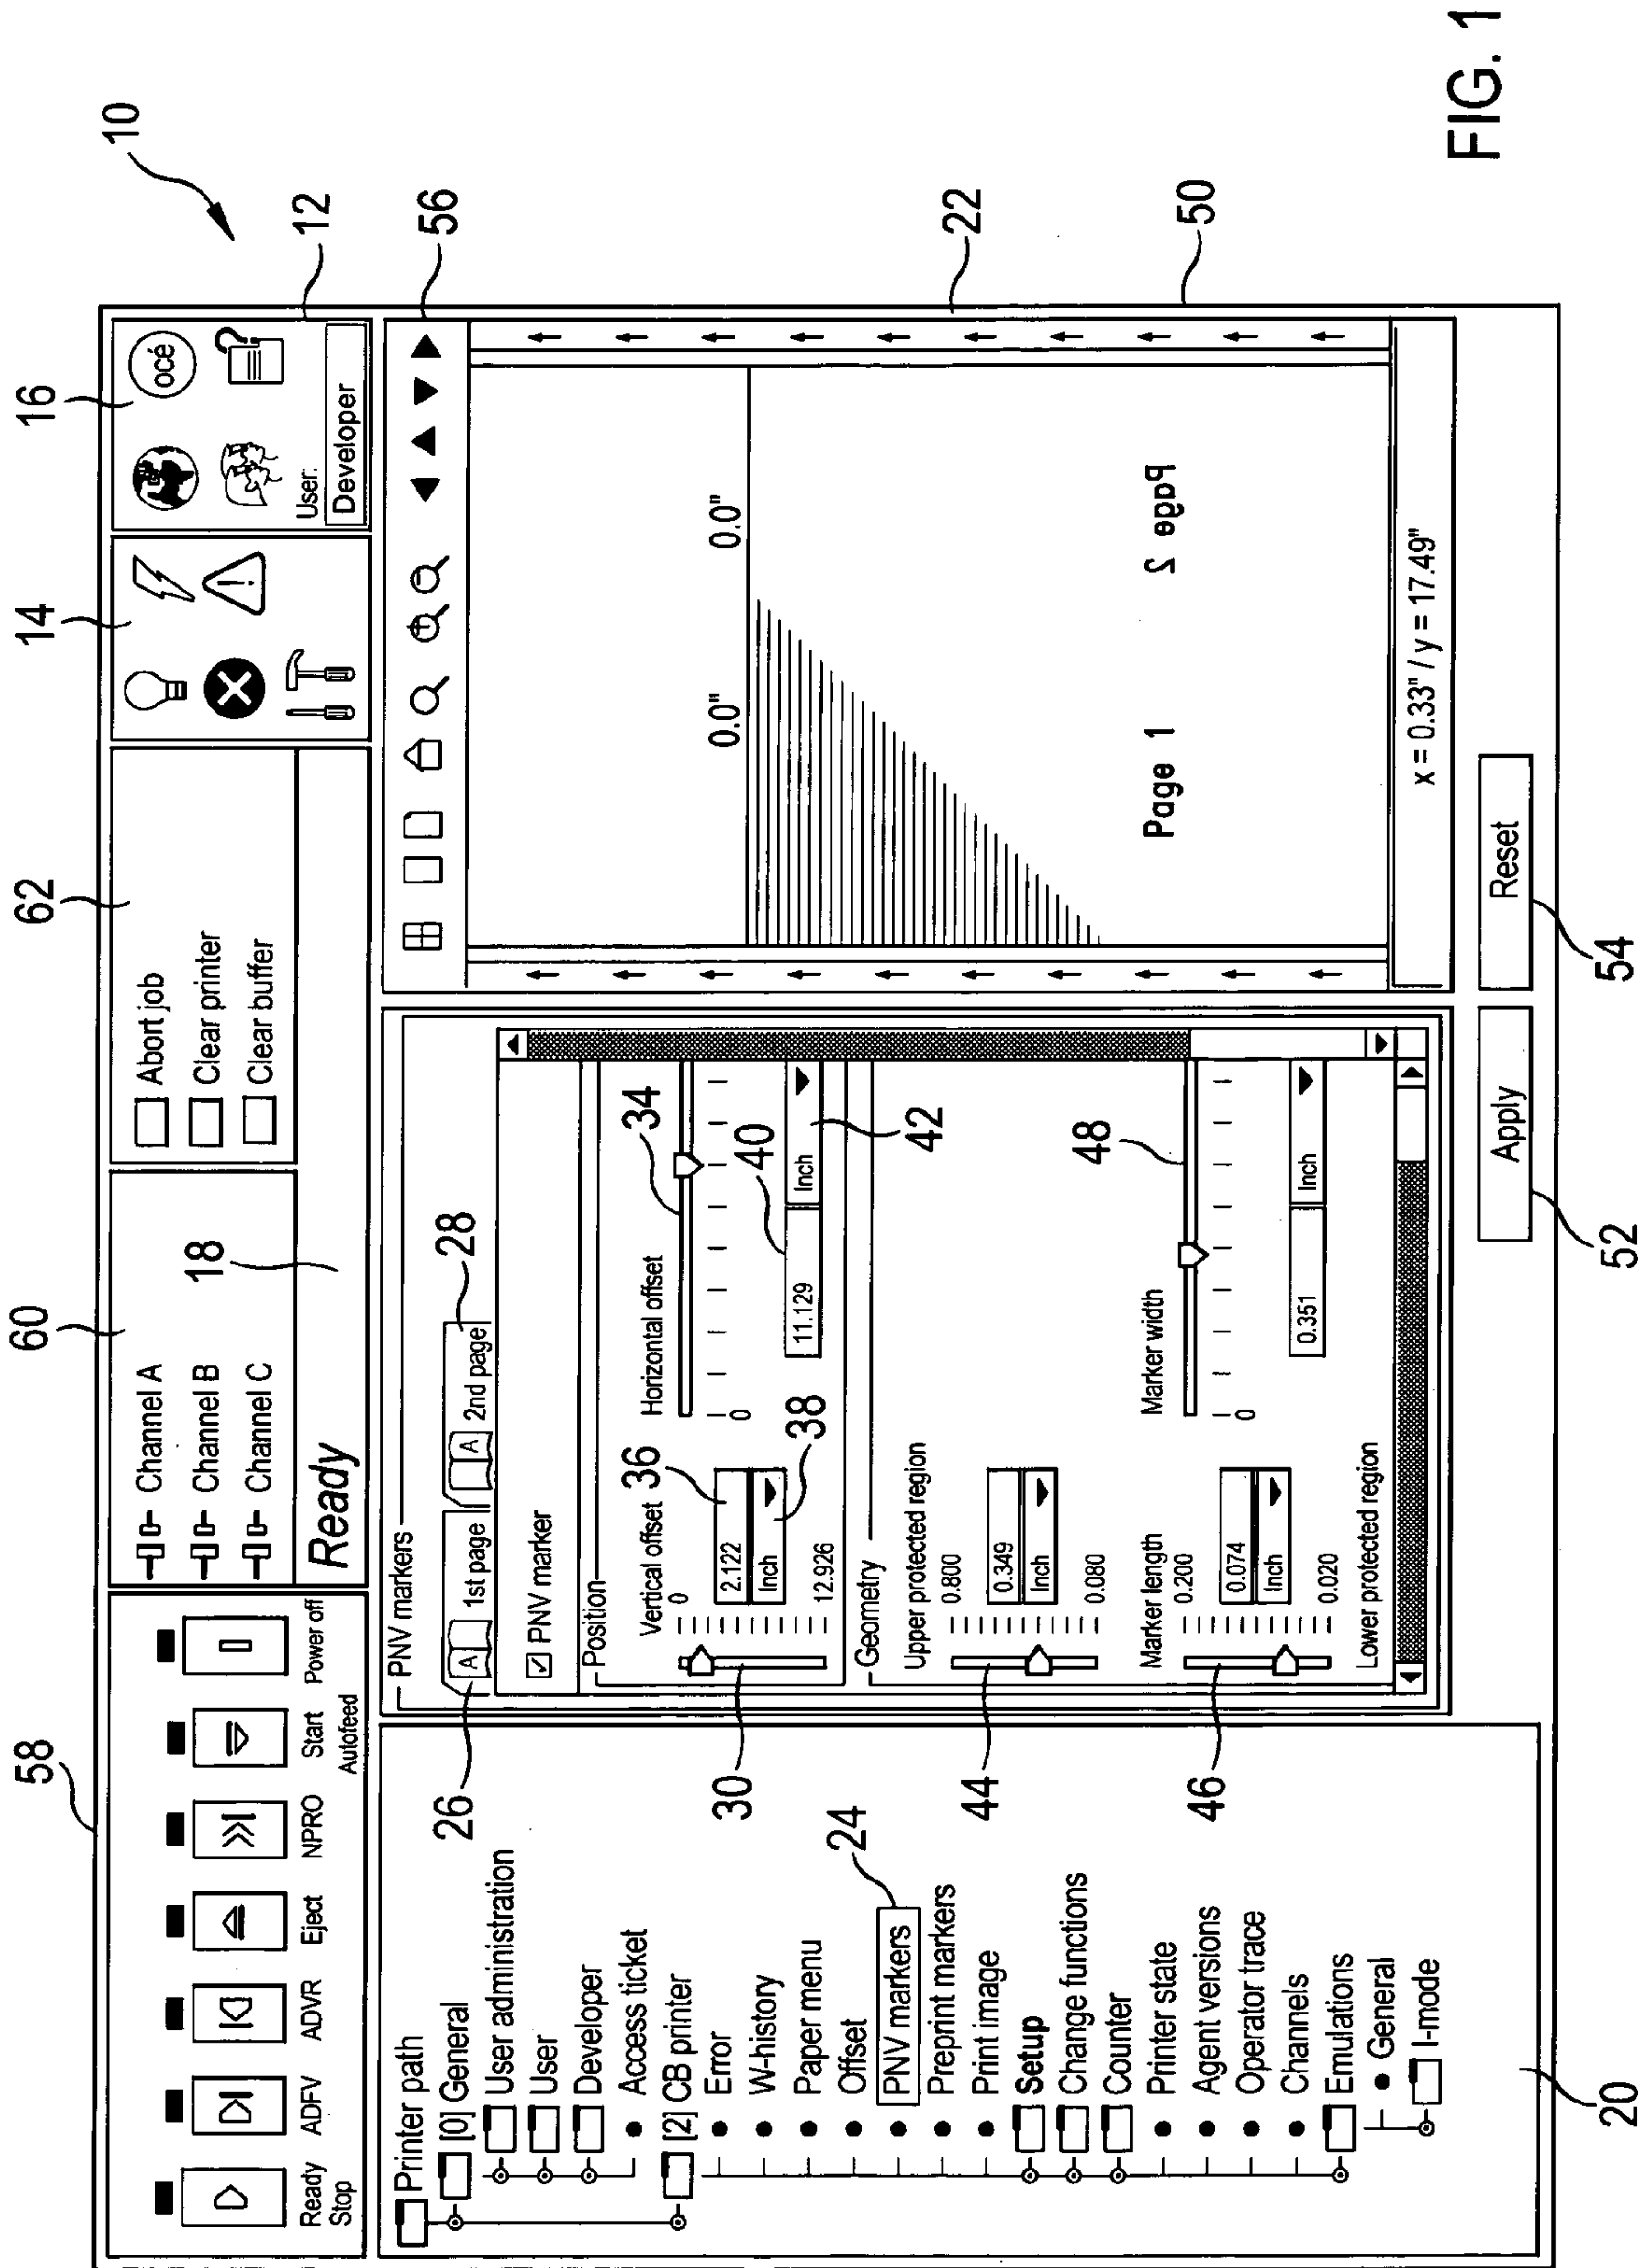 10
58
60
62
14
16
12
Ready
Stop
ADFV
ADVR
Eject
NPRO
Start
Autofeed
Power off
Channel A
Channel B
Channel C
18
Ready
Abort job
Clear printer
Clear buffer
océ
User:
Developer
56
Printer path
[0] General
User administration
User
Developer
Access ticket
[2] CB printer
Error
W-history
Paper menu
Offset
PNV markers
24
Preprint markers
Print image
Setup
Change functions
Counter
Printer state
Agent versions
Operator trace
Channels
Emulations
General
I-mode
20
PNV markers
26
A 1st page
A 2nd page
28
PNV marker
Position
Vertical offset
36
0
2.122
Inch
38
12.926
30
Horizontal offset
34
0
11.129
Inch
40
42
Geometry
Upper protected region
0.800
0.349
Inch
0.080
44
Marker length
0.200
0.074
Inch
0.020
46
Marker width
48
0
0.351
Inch
Lower protected region
0.0"
0.0"
22
Page 1
Page 2
x = 0.33" / y = 17.49"
50
Apply
52
Reset
54
FIG. 1